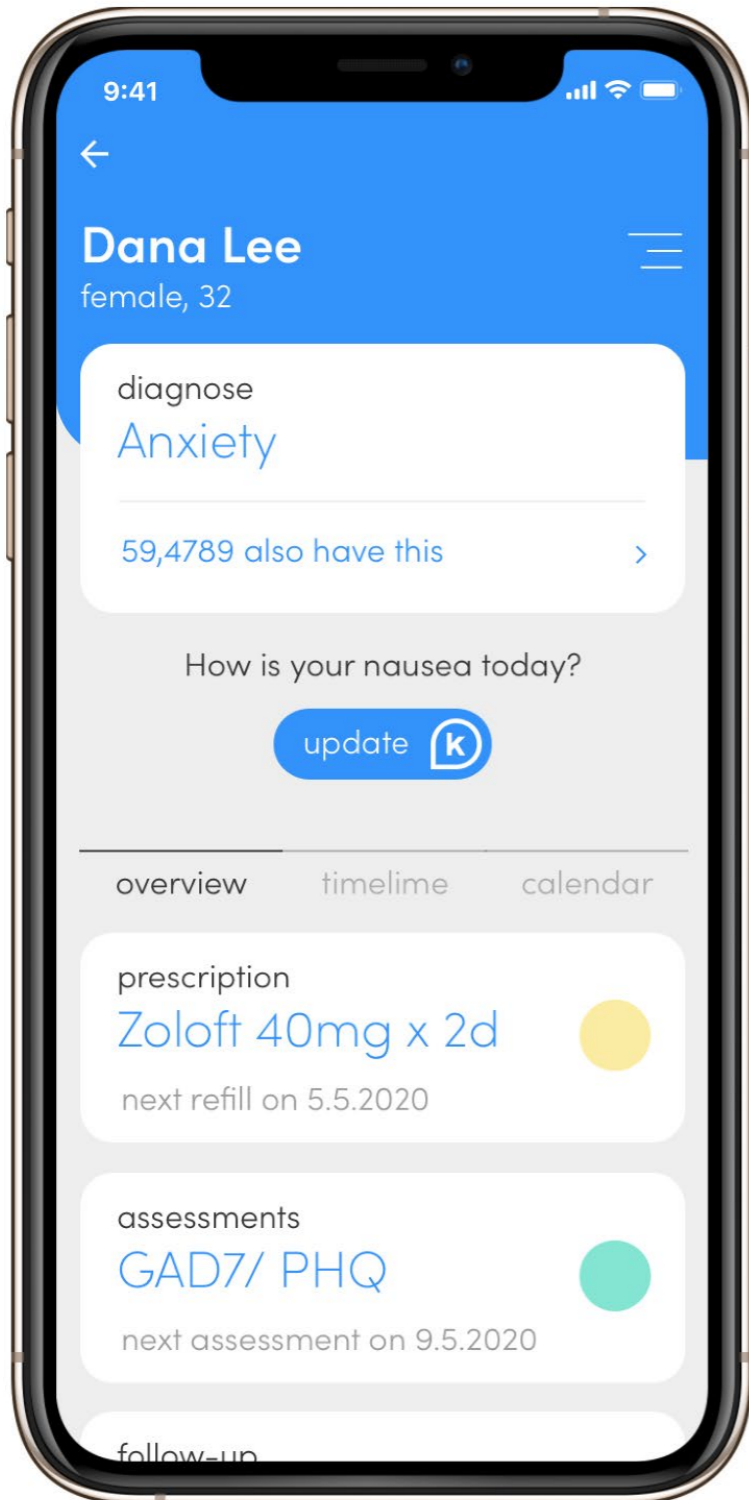 9:41
Dana Lee
female, 32
diagnose
Anxiety
59,4789 also have this
How is your nausea today?
update k
overview timelime calendar
prescription
Zoloft 40mg x 2d
next refill on 5.5.2020
assessments
GAD7/ PHQ
next assessment on 9.5.2020
follow-up